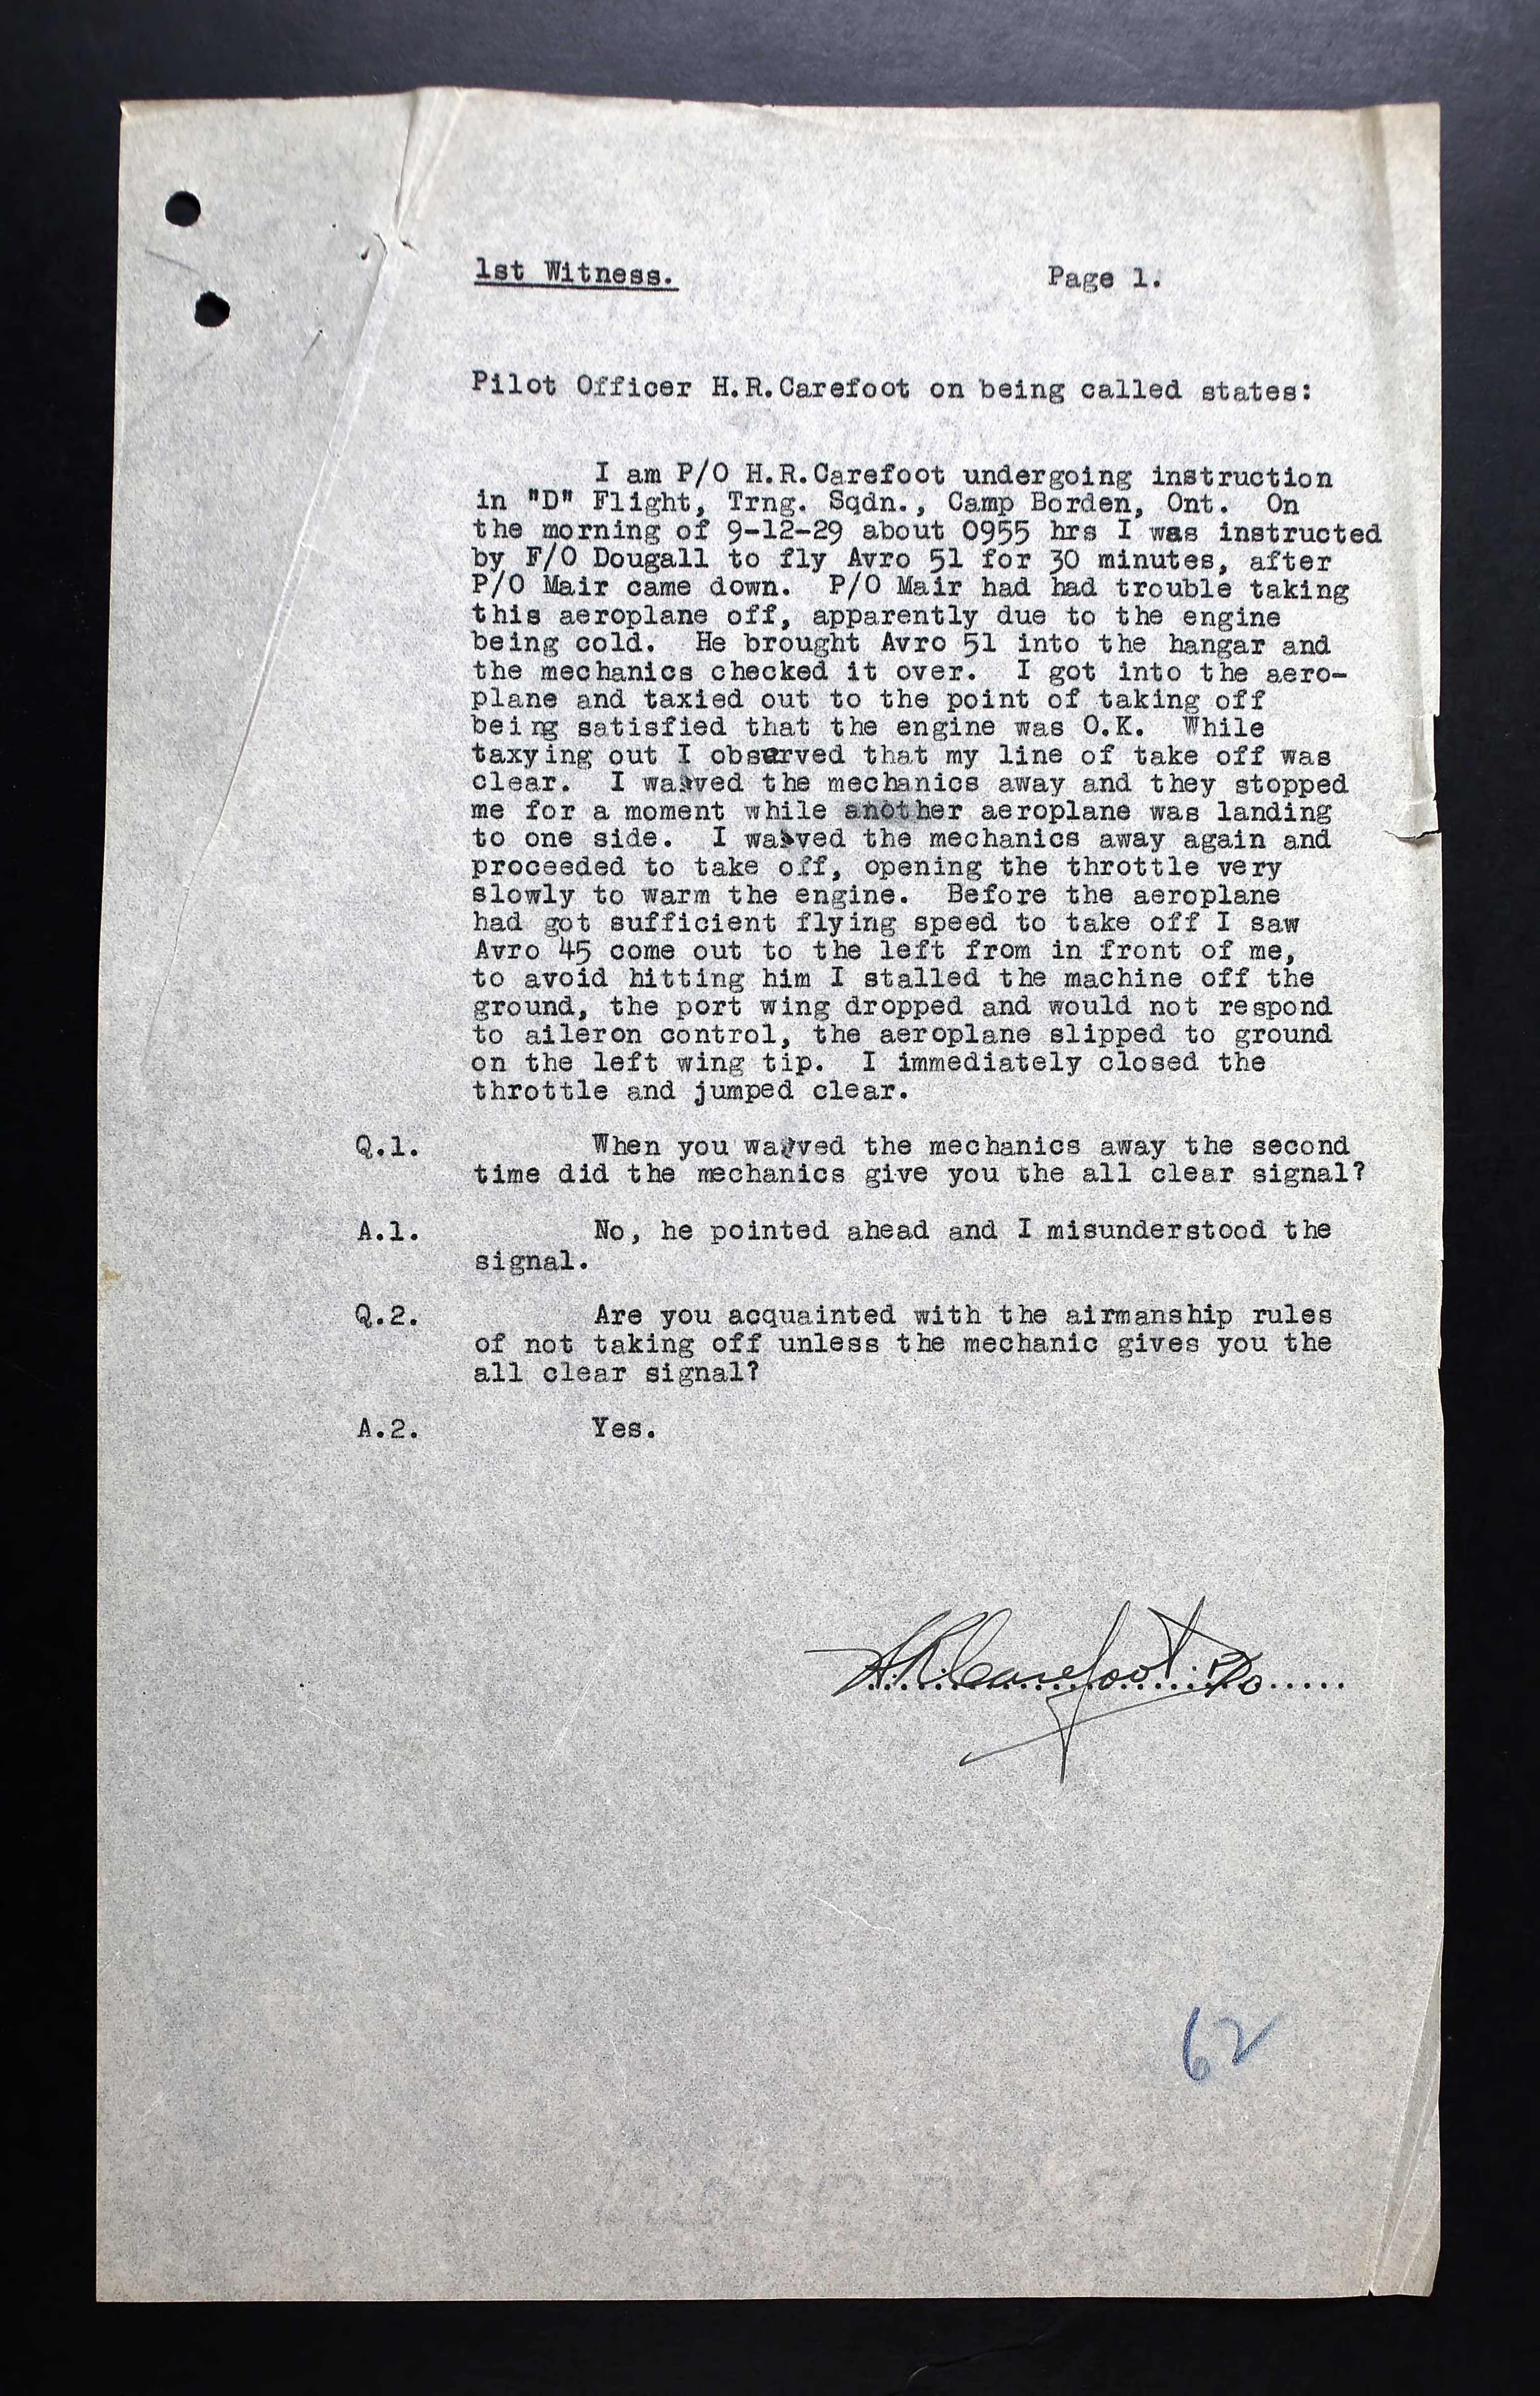 1st Witness.
Page 1.
Pilot Officer H.R.Carefoot on being called states:
I am P/O H.R.Carefoot undergoing instruction
in "D" Flight, Trng. Sqdn., Camp Borden, Ont. On
the morning of 9-12-29 about 0955 hrs I was instructed
by F/O Dougall to fly Avro 51 for 30 minutes, after
P/O Mair came down. P/O Mair had had trouble taking
this aeroplane off, apparently due to the engine
being cold. He brought Avro 51 into the hangar and
the mechanics checked it over. I got into the aero-
plane and taxied out to the point of taking off
being satisfied that the engine was O.K. While
taxying out I observed that my line of take off was
clear. I waved the mechanics away and they stopped
me for a moment while another aeroplane was landing
to one side. I waved the mechanics away again and
proceeded to take off, opening the throttle very
slowly to warm the engine. Before the aeroplane
had got sufficient flying speed to take off I saw
Avro 45 come out to the left from in front of me,
to avoid hitting him I stalled the machine off the
ground, the port wing dropped and would not respond
to aileron control, the aeroplane slipped to ground
on the left wing tip. I immediately closed the
throttle and jumped clear.
Q.1. When you waved the mechanics away the second
time did the mechanics give you the all clear signal?
A.1. No, he pointed ahead and I misunderstood the
signal.
Q.2. Are you acquainted with the airmanship rules
of not taking off unless the mechanic gives you the
all clear signal?
A.2. Yes.
HR Carefoot P/O
62